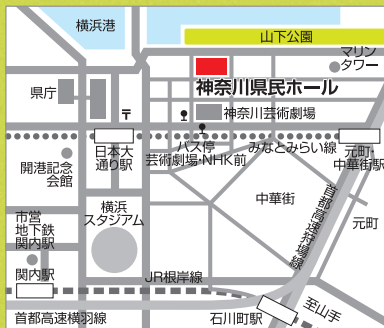 横浜港
山下公園
マリン
タワー
神奈川県民ホール
県庁
神奈川芸術劇場
〒
日本大
通り駅
バス停
芸術劇場・NHK前
みなとみらい線
元町・
中華街駅
開港記念
会館
中華街
首都高速狩場線
元町
横浜
スタジアム
市営
地下鉄
関内駅
関内駅
JR根岸線
首都高速横羽線
石川町駅
至山手